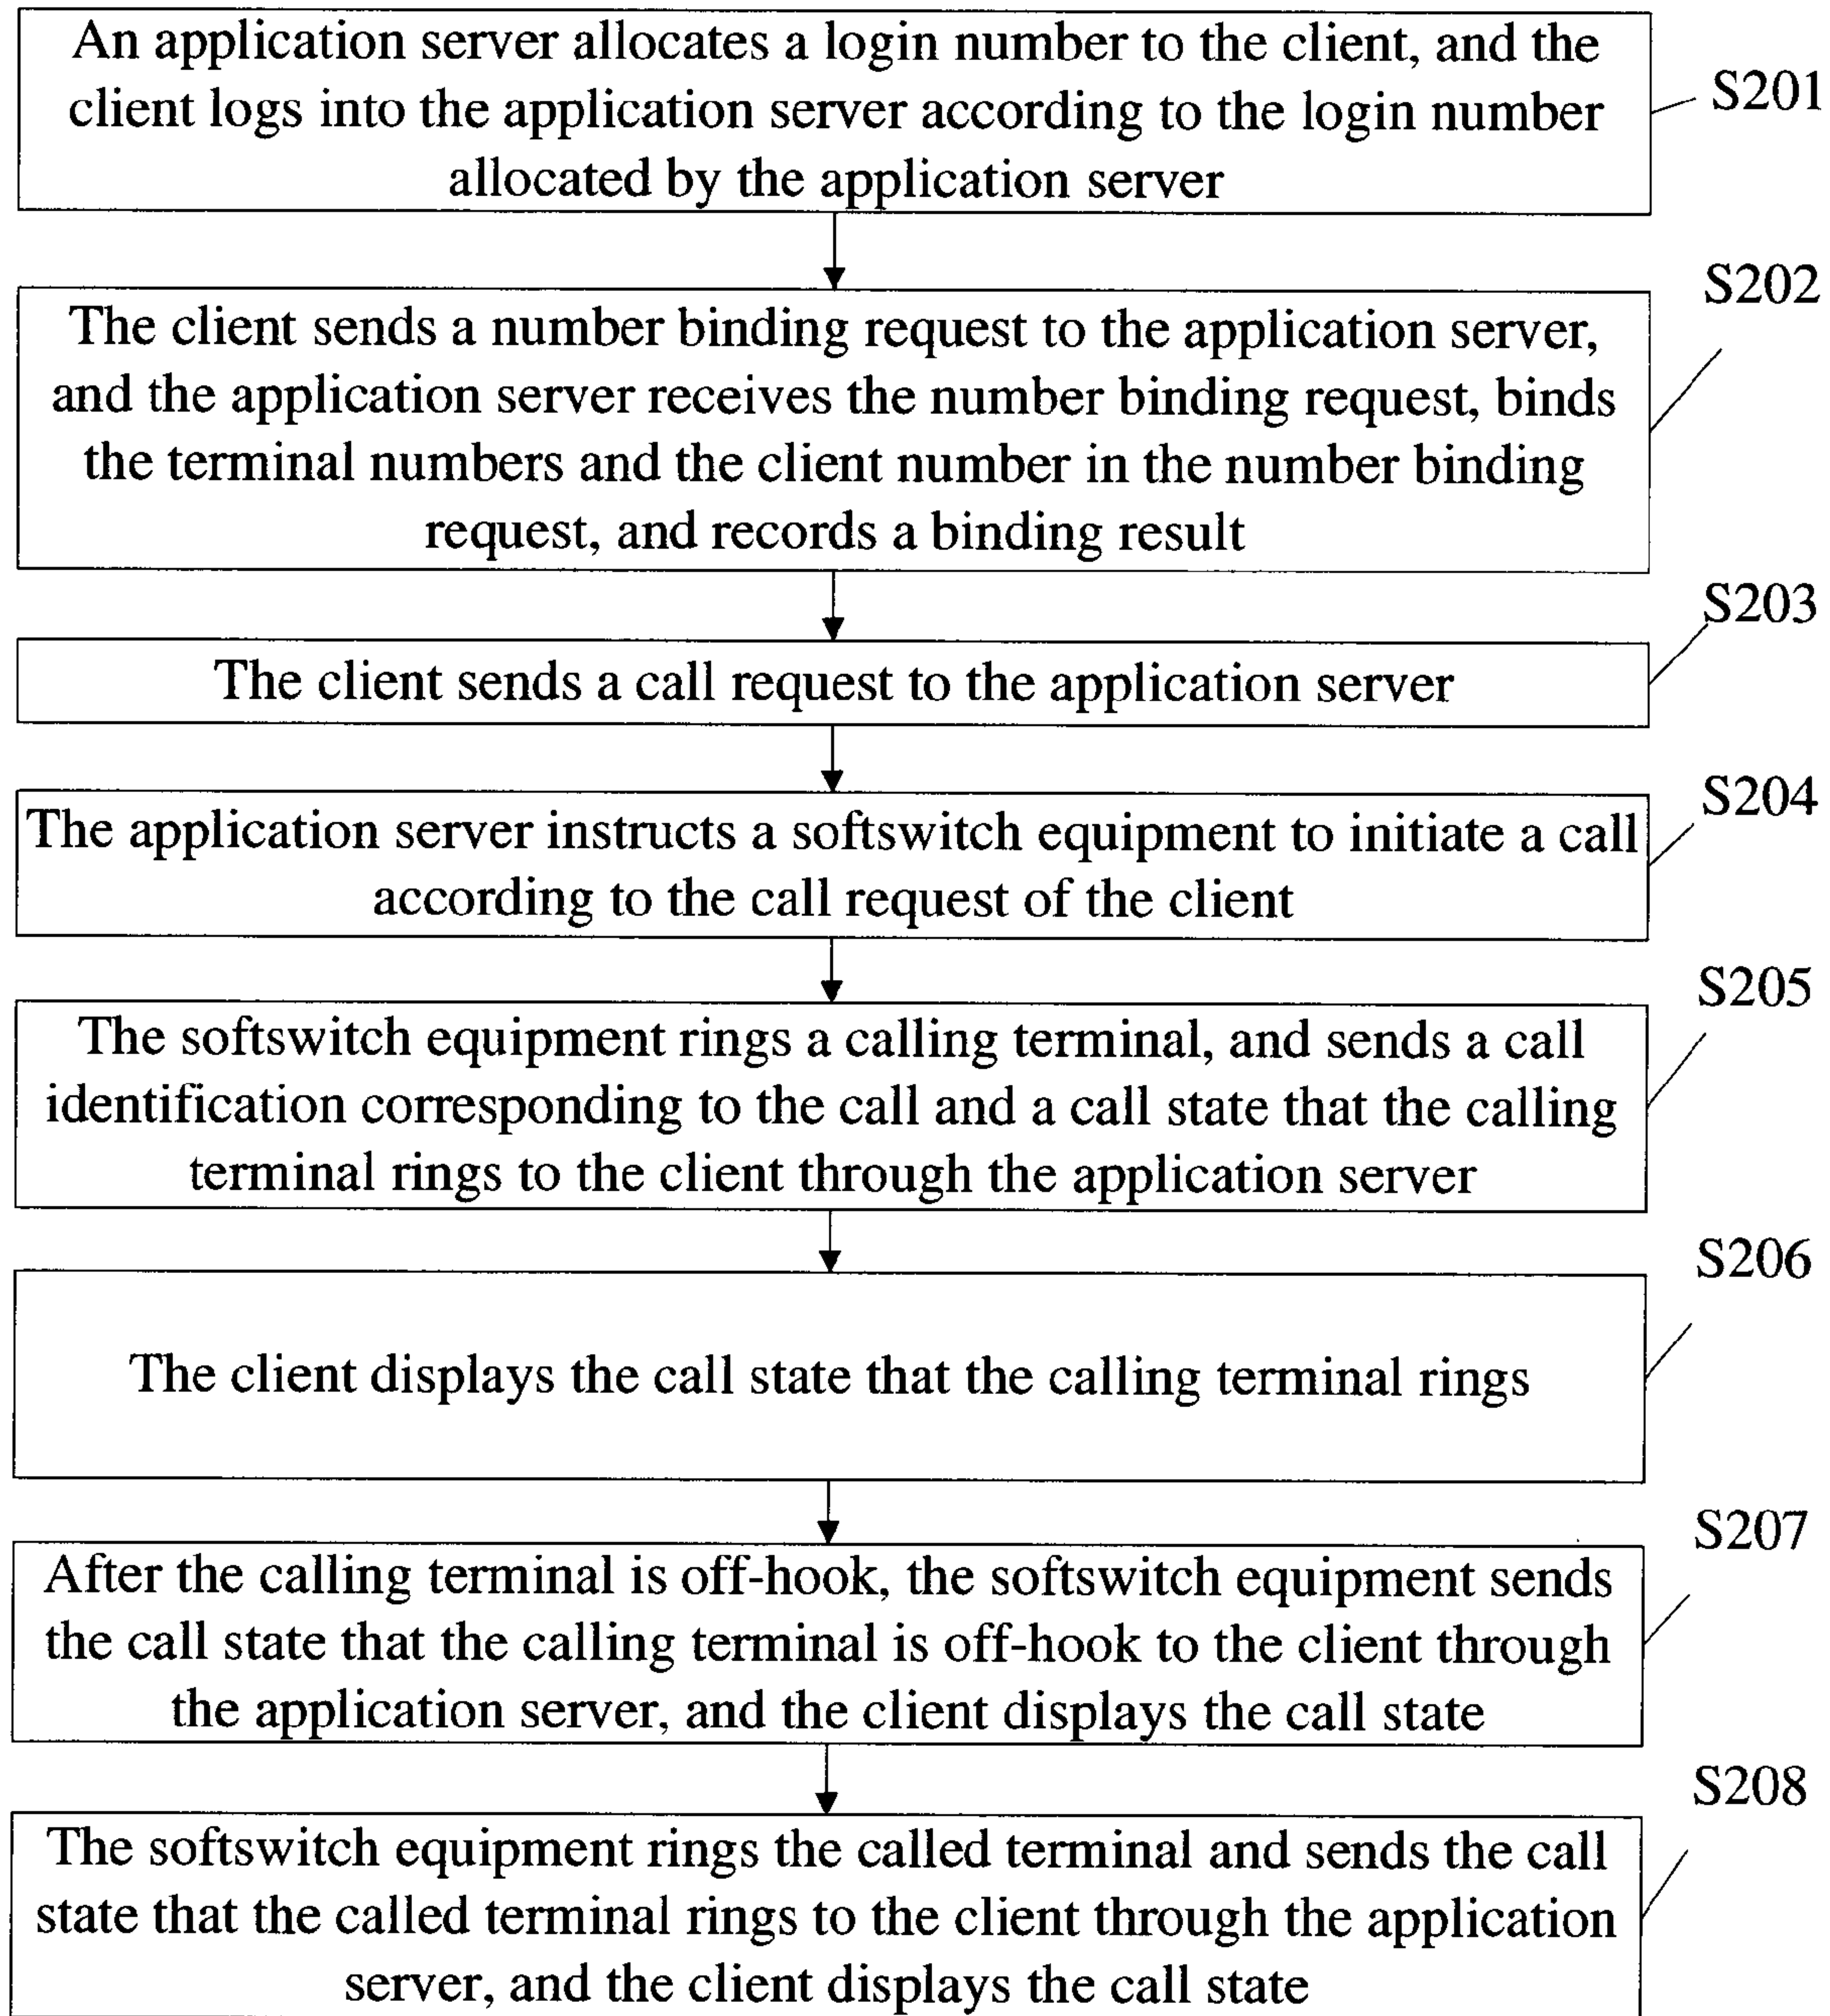 An application server allocates a login number to the client, and the
client logs into the application server according to the login number
allocated by the application server
S201
S202
The client sends a number binding request to the application server,
and the application server receives the number binding request, binds
the terminal numbers and the client number in the number binding
request, and records a binding result
S203
The client sends a call request to the application server
S204
The application server instructs a softswitch equipment to initiate a call
according to the call request of the client
S205
The softswitch equipment rings a calling terminal, and sends a call
identification corresponding to the call and a call state that the calling
terminal rings to the client through the application server
S206
The client displays the call state that the calling terminal rings
S207
After the calling terminal is off-hook, the softswitch equipment sends
the call state that the calling terminal is off-hook to the client through
the application server, and the client displays the call state
S208
The softswitch equipment rings the called terminal and sends the call
state that the called terminal rings to the client through the application
server, and the client displays the call state